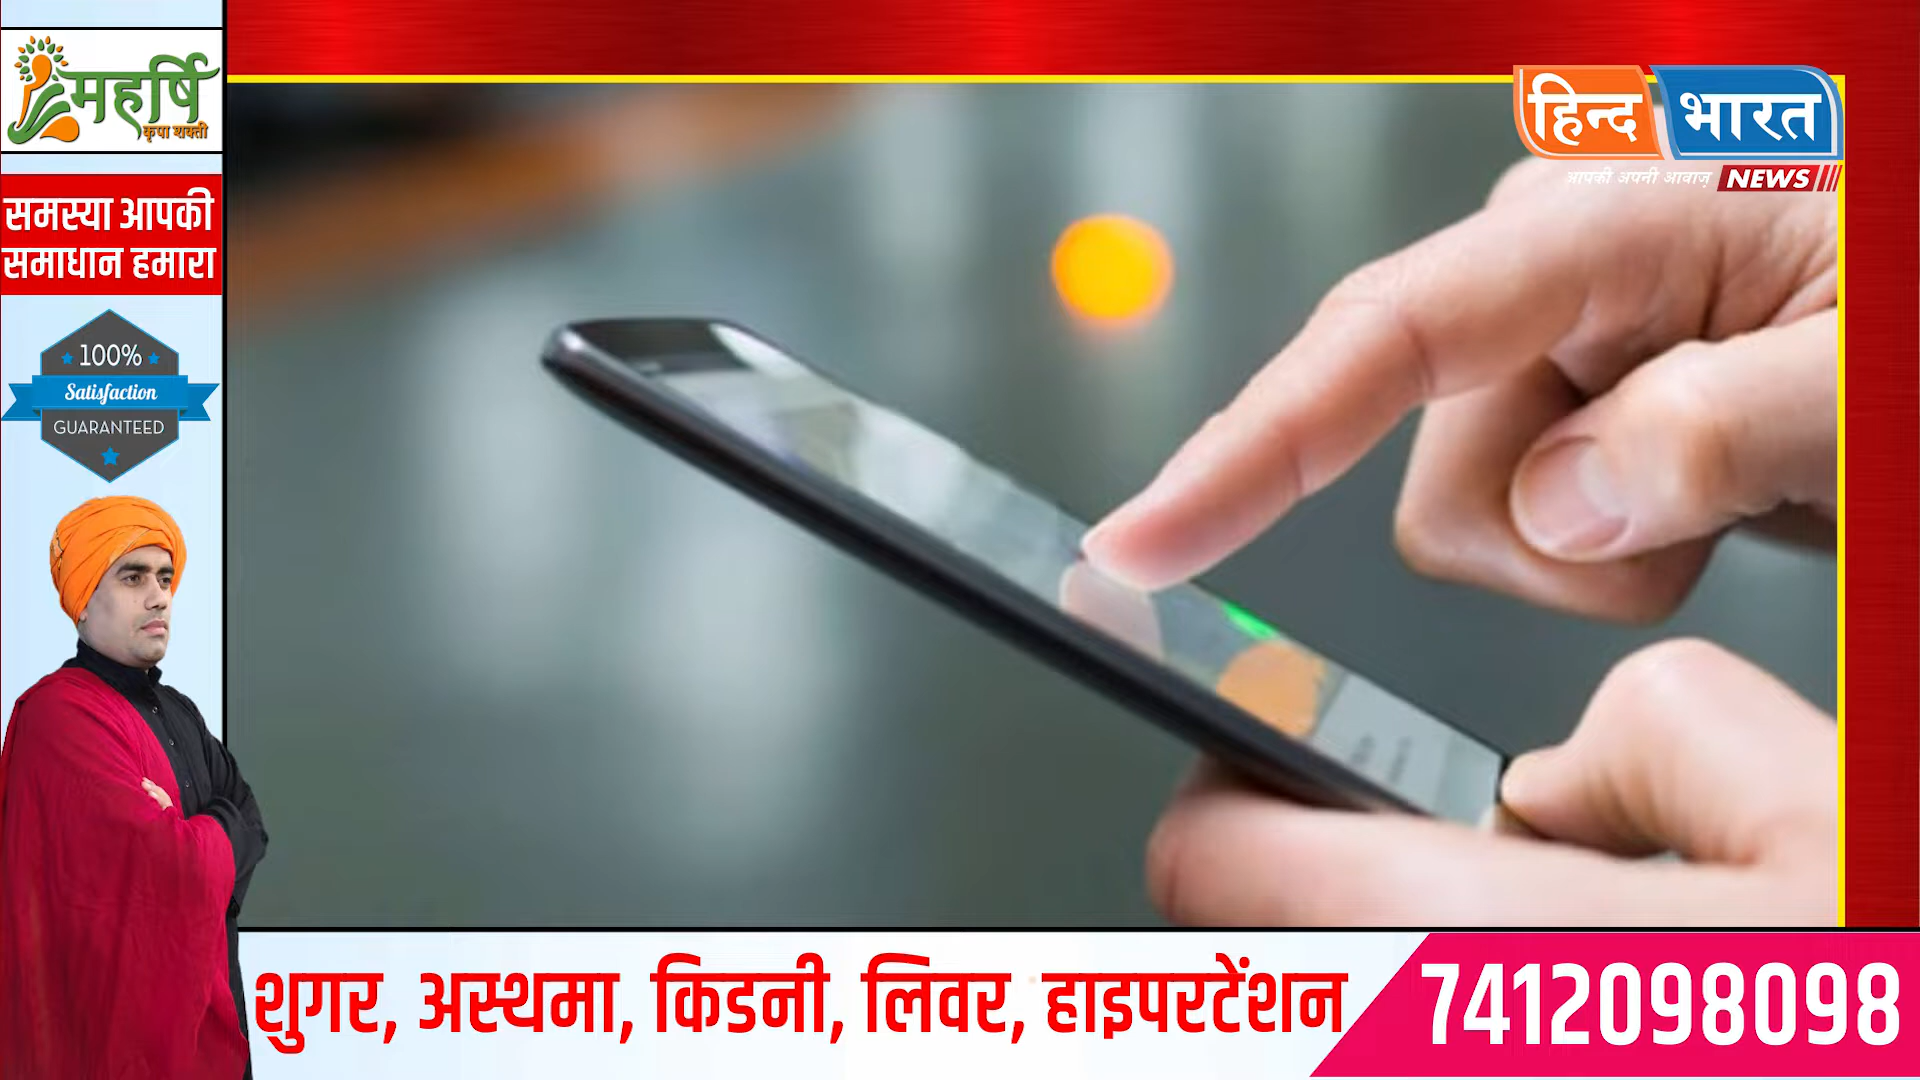 महर्षि
कृपा शक्ती
समस्या आपकी
समाधान हमारा
100%
Satisfaction
GUARANTEED
हिन्द भारत
आपकी अपनी आवाज़ NEWS
शुगर, अस्थमा, किडनी, लिवर, हाइपरटेंशन
7412098098